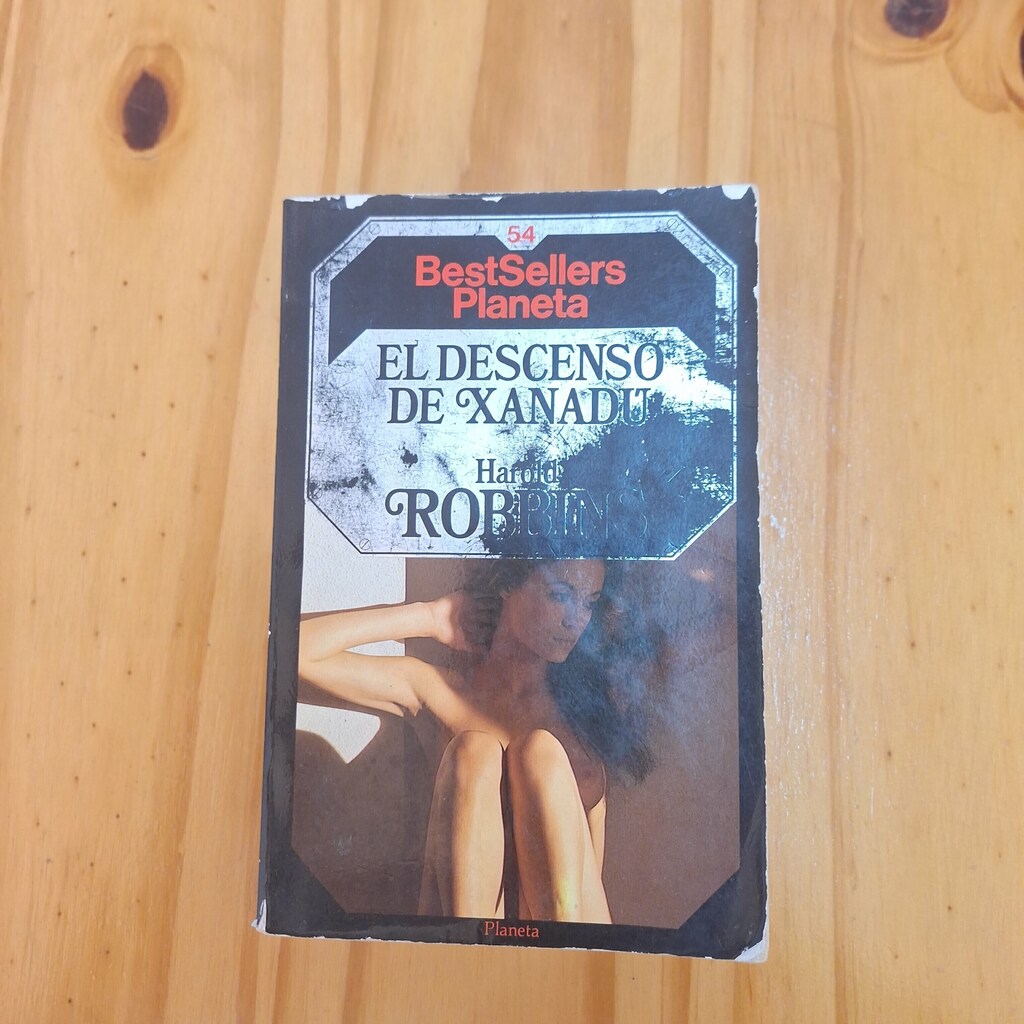 54
BestSellers
Planeta
EL DESCENSO
DE XANADU
Harold
ROBBINS
Planeta